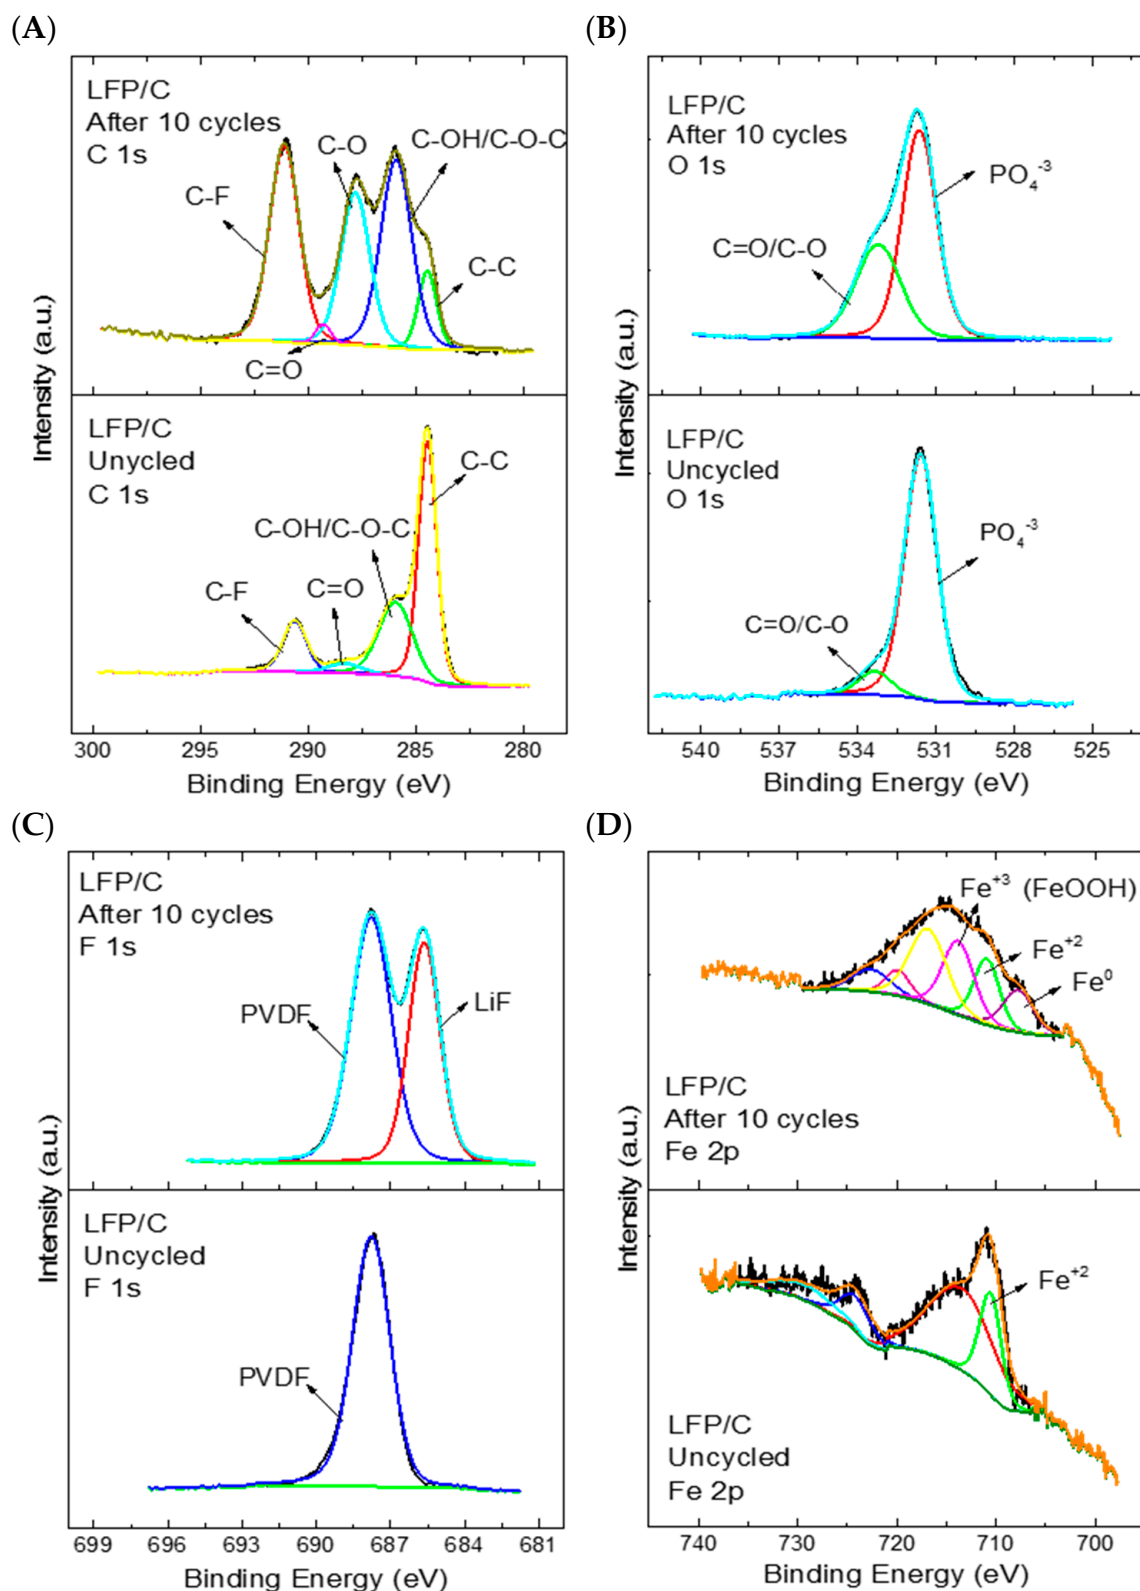 (A)
LFP/C
After 10 cycles
C 1s
C-F
C-O
C-OH/C-O-C
C-C
C=O
LFP/C
Unycled
C 1s
C-F
C=O
C-OH/C-O-C
C-C
Intensity (a.u.)
300 295 290 285 280
Binding Energy (eV)
(B)
LFP/C
After 10 cycles
O 1s
C=O/C-O
PO₄⁻³
LFP/C
Uncycled
O 1s
C=O/C-O
PO₄⁻³
Intensity (a.u.)
540 537 534 531 528 525
Binding Energy (eV)
(C)
LFP/C
After 10 cycles
F 1s
PVDF
LiF
LFP/C
Uncycled
F 1s
PVDF
Intensity (a.u.)
699 696 693 690 687 684 681
Binding Energy (eV)
(D)
Fe⁺³ (FeOOH)
Fe⁺²
Fe⁰
LFP/C
After 10 cycles
Fe 2p
Fe⁺²
LFP/C
Uncycled
Fe 2p
Intensity (a.u.)
740 730 720 710 700
Binding Energy (eV)